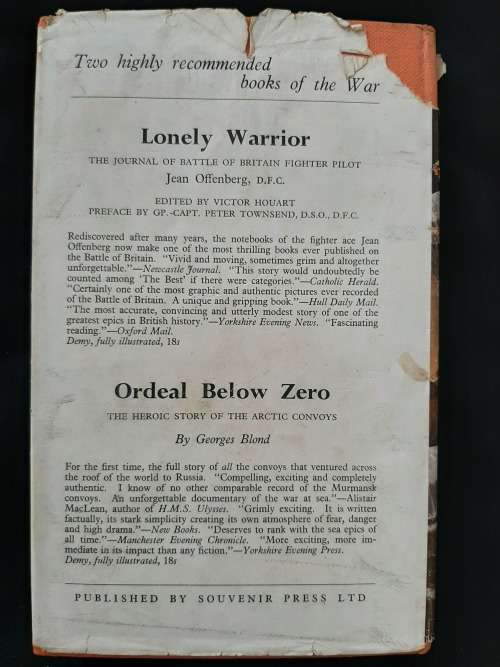 Two highly recommended
books of the War
Lonely Warrior
THE JOURNAL OF BATTLE OF BRITAIN FIGHTER PILOT
Jean Offenberg, D.F.C.
EDITED BY VICTOR HOUART
PREFACE BY GP.-CAPT. PETER TOWNSEND, D.S.O., D.F.C.
Rediscovered after many years, the notebooks of the fighter ace Jean
Offenberg now make one of the most thrilling books ever published on
the Battle of Britain. "Vivid and moving, sometimes grim and altogether
unforgettable."—Newcastle Journal. "This story would undoubtedly be
counted among 'The Best' if there were categories."—Catholic Herald.
"Certainly one of the most graphic and authentic pictures ever recorded
of the Battle of Britain. A unique and gripping book."—Hull Daily Mail.
"The most accurate, convincing and utterly modest story of one of the
greatest epics in British history."—Yorkshire Evening News. "Fascinating
reading."—Oxford Mail.
Demy, fully illustrated, 18s
Ordeal Below Zero
THE HEROIC STORY OF THE ARCTIC CONVOYS
By Georges Blond
For the first time, the full story of all the convoys that ventured across
the roof of the world to Russia. "Compelling, exciting and completely
authentic. I know of no other comparable record of the Murmansk
convoys. An unforgettable documentary of the war at sea."—Alistair
MacLean, author of H.M.S. Ulysses. "Grimly exciting. It is written
factually, its stark simplicity creating its own atmosphere of fear, danger
and high drama."—New Books. "Deserves to rank with the sea epics of
all time."—Manchester Evening Chronicle. "More exciting, more im-
mediate in its impact than any fiction."—Yorkshire Evening Press.
Demy, fully illustrated, 18s
PUBLISHED BY SOUVENIR PRESS LTD